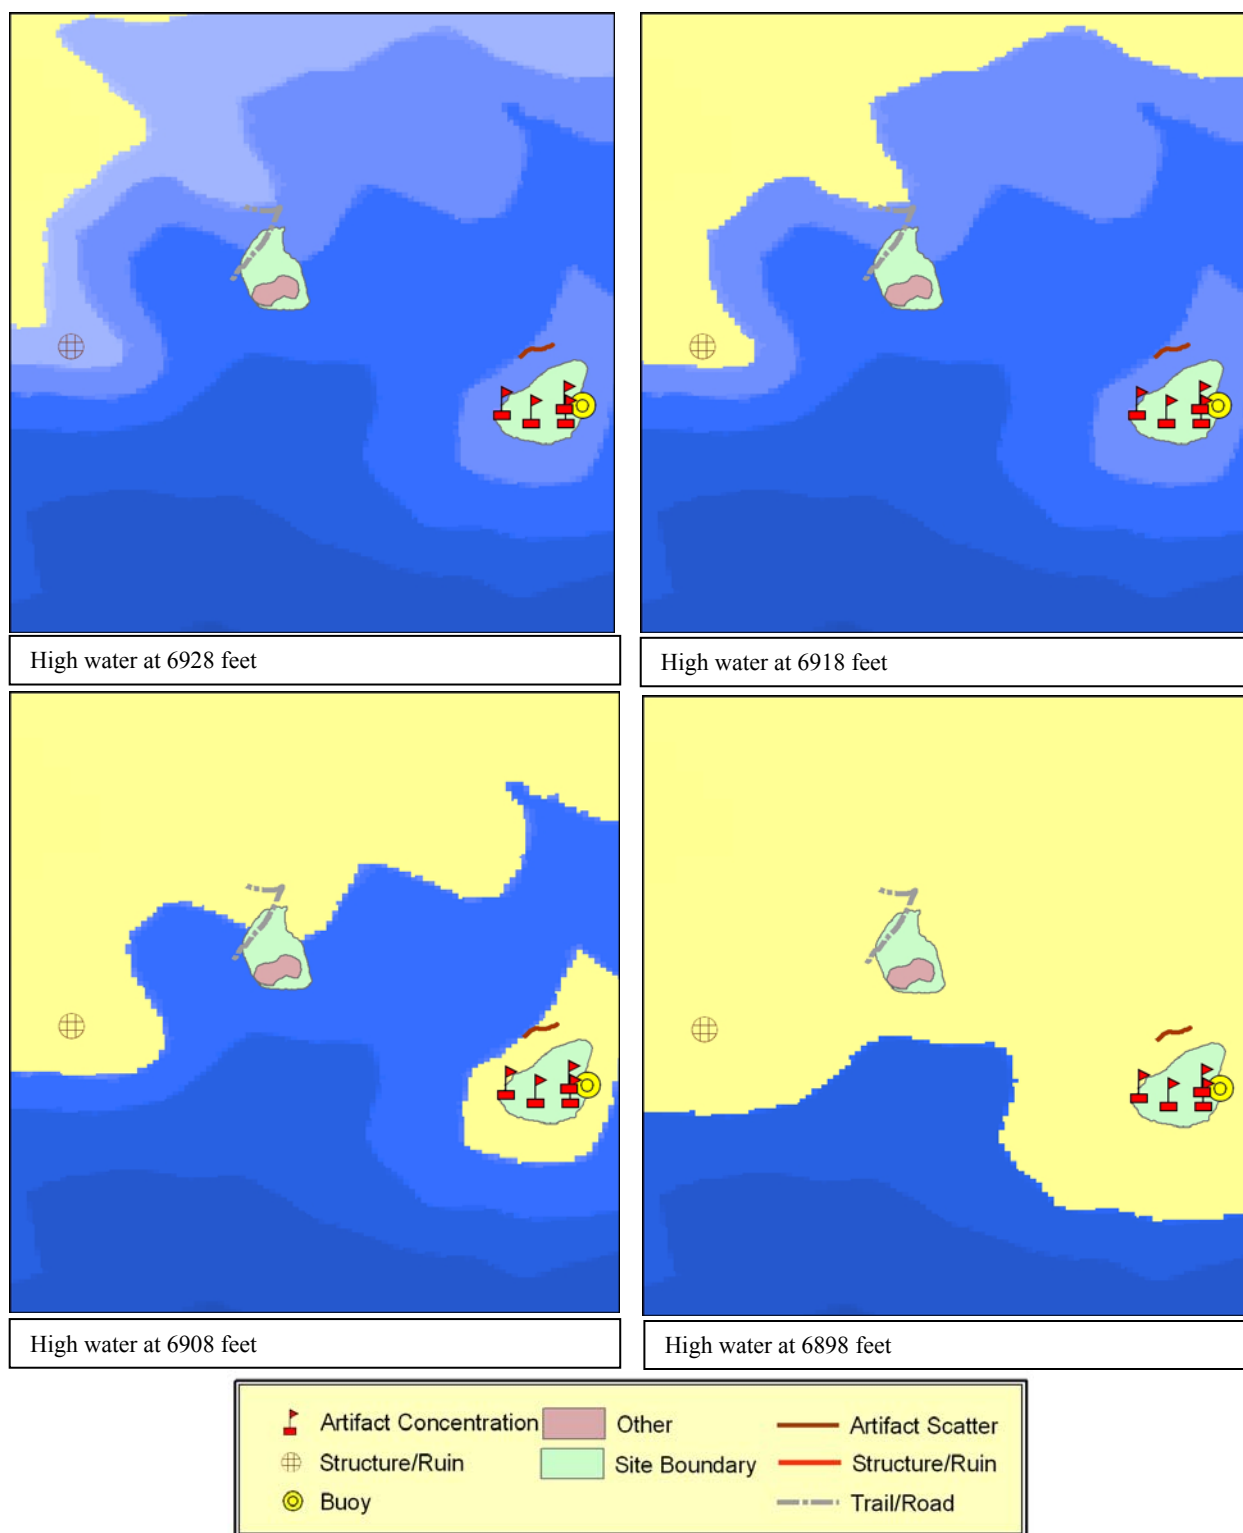 High water at 6928 feet
High water at 6918 feet
High water at 6908 feet
High water at 6898 feet
Artifact Concentration
Other
Artifact Scatter
Structure/Ruin
Site Boundary
Structure/Ruin
Buoy
Trail/Road